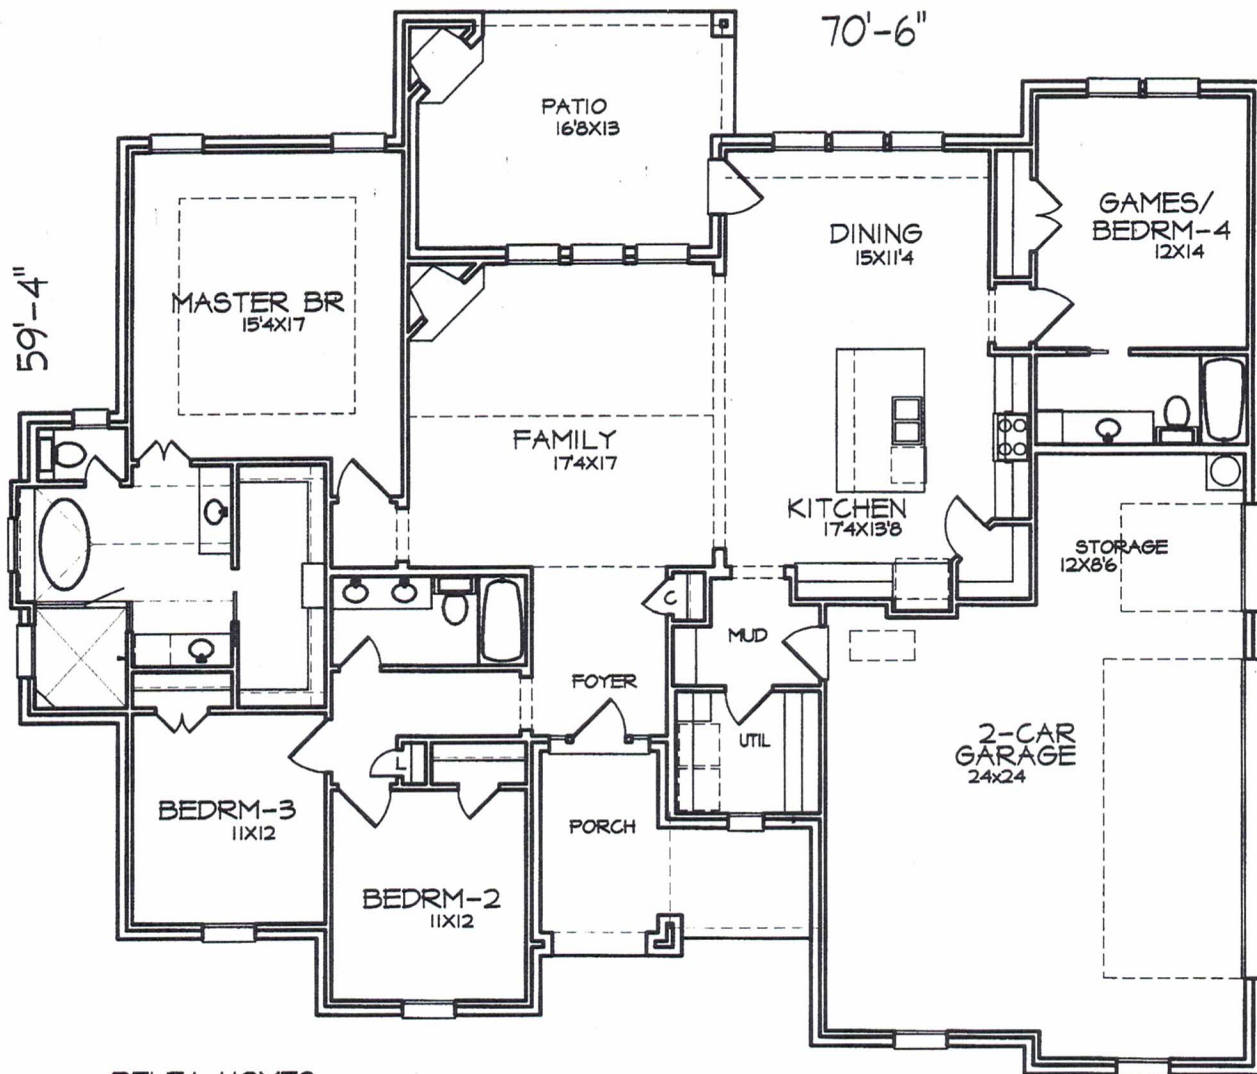 70'-6"
PATIO
16'8X13
GAMES/
BEDRM-4
12X14
DINING
15X11'4
59'-4"
MASTER BR
15'4X17
FAMILY
17'4X17
KITCHEN
17'4X13'8
STORAGE
12X8'6
C
MUD
FOYER
UTIL
2-CAR
GARAGE
24x24
L
BEDRM-3
11X12
PORCH
BEDRM-2
11X12